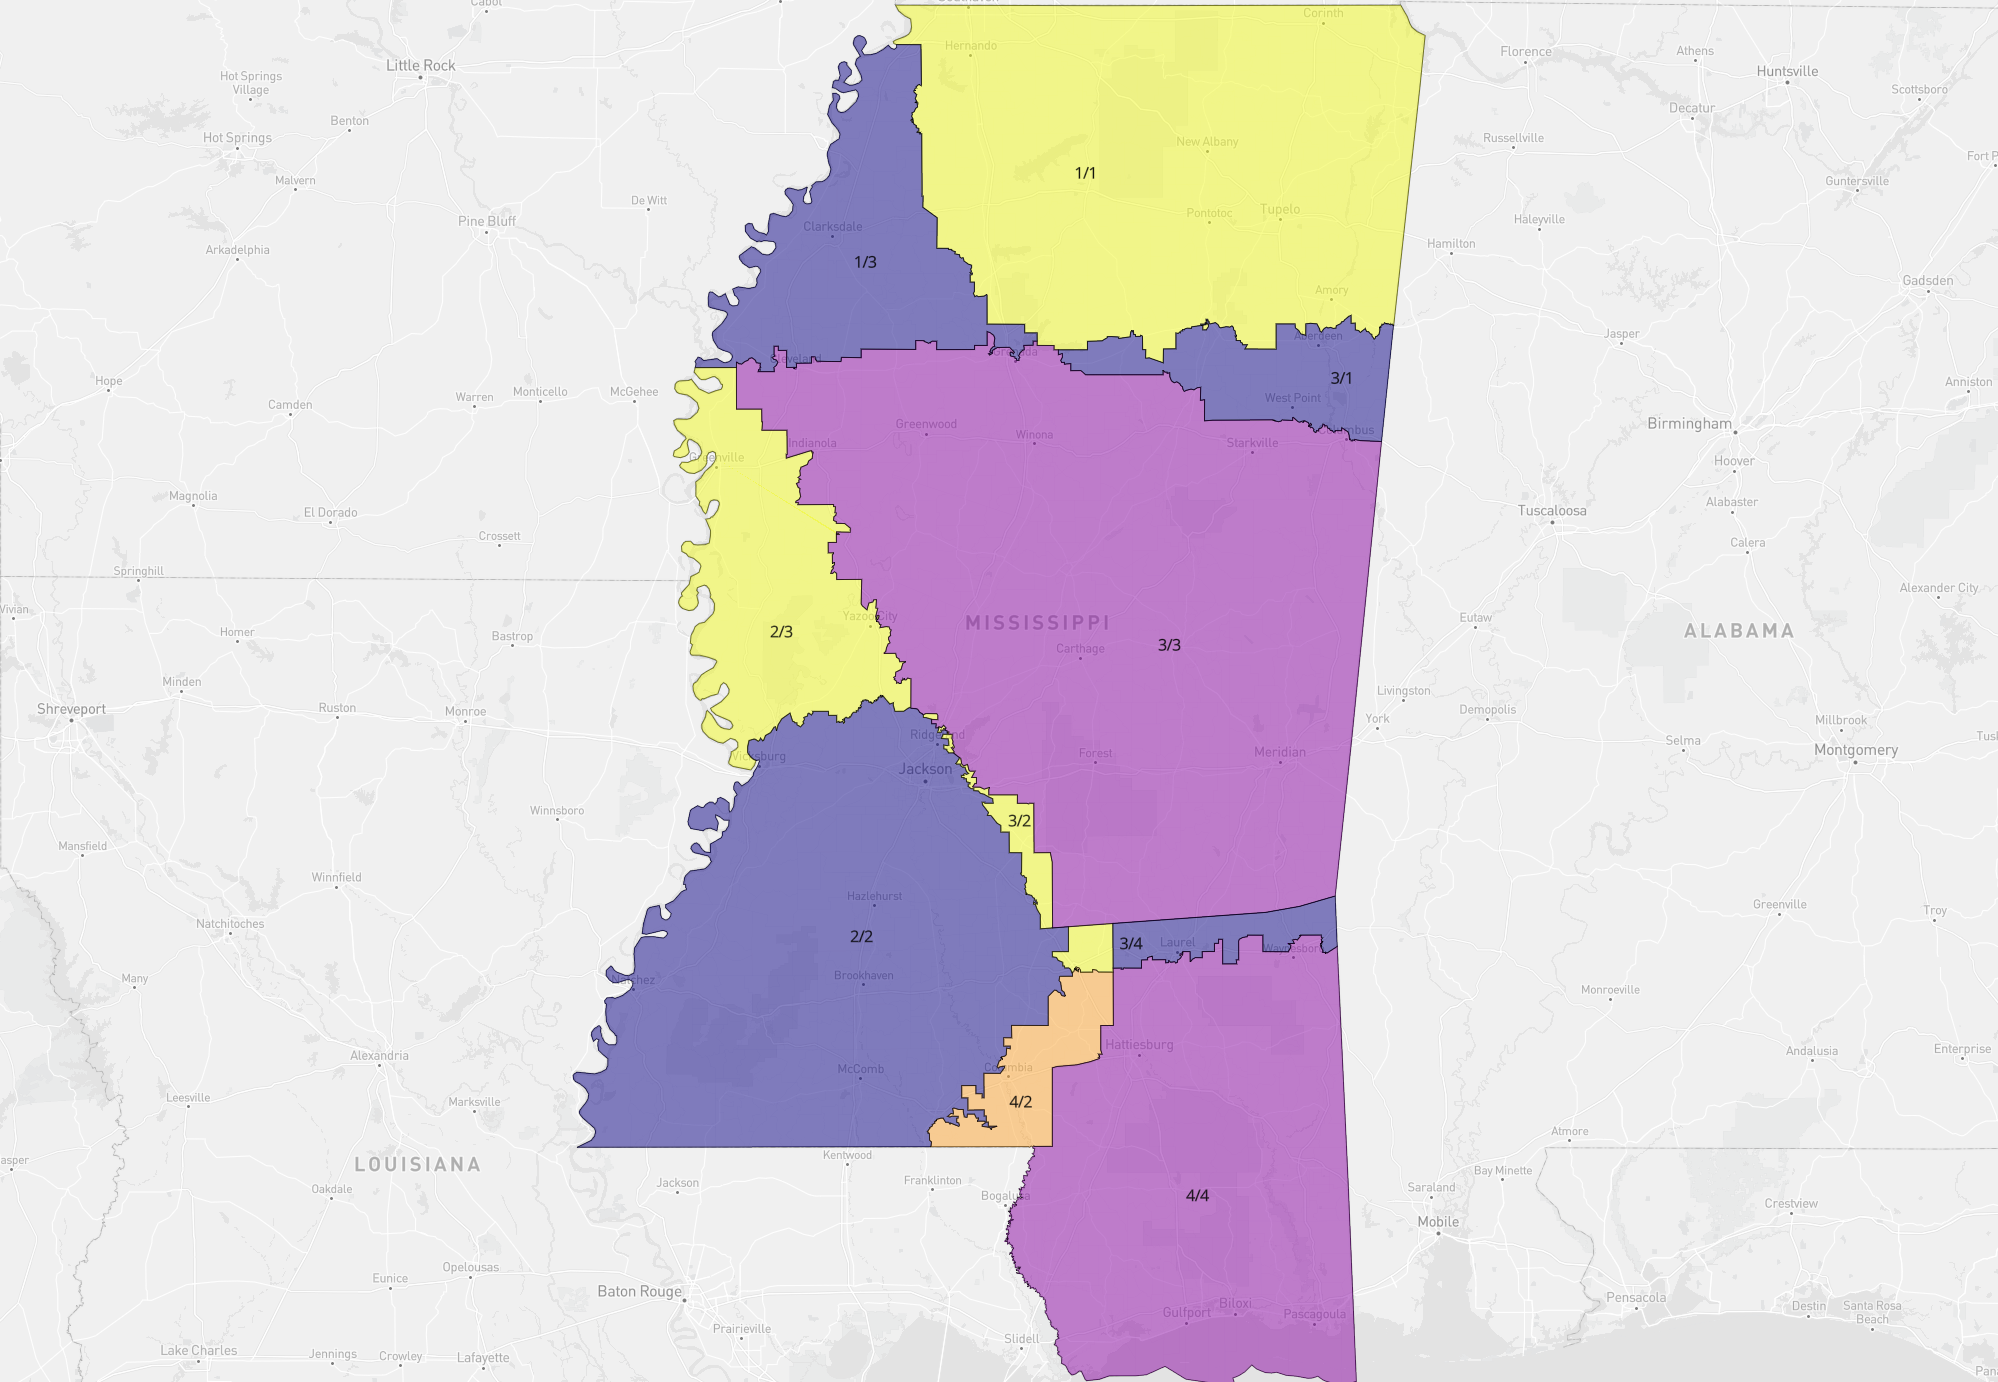 Cabot
Corinth
Hernando
Florence
Athens
Huntsville
Little Rock
Hot Springs
Village
Scottsboro
Decatur
Benton
Hot Springs
Russellville
New Albany
Fort P
Malvern
1/1
Guntersville
De Witt
Pine Bluff
Pontotoc
Tupelo
Haleyville
Clarksdale
Arkadelphia
Hamilton
1/3
Gadsden
Amory
Jasper
Aberdeen
Cleveland
Grenada
3/1
Hope
Monticello
McGehee
Warren
Camden
West Point
Anniston
Greenwood
Winona
Columbus
Birmingham
Indianola
Starkville
Greenville
Hoover
Magnolia
El Dorado
Alabaster
Tuscaloosa
Crossett
Calera
Springhill
Alexander City
Vivian
Yazoo City
MISSISSIPPI
Eutaw
ALABAMA
Homer
Bastrop
2/3
3/3
Carthage
Minden
Livingston
Shreveport
Ruston
Monroe
York
Demopolis
Millbrook
Ridgeland
Selma
Tusk
Vicksburg
Forest
Meridian
Montgomery
Jackson
Winnsboro
3/2
Mansfield
Winnfield
Hazlehurst
Greenville
Troy
Natchitoches
2/2
3/4
Laurel
Waynesboro
Many
Natchez
Brookhaven
Monroeville
Hattiesburg
Alexandria
Andalusia
Enterprise
McComb
Columbia
Leesville
Marksville
4/2
Atmore
asper
LOUISIANA
Kentwood
Bay Minette
Oakdale
Jackson
Franklinton
Bogalusa
Saraland
4/4
Crestview
Mobile
Opelousas
Eunice
Baton Rouge
Biloxi
Gulfport
Pascagoula
Pensacola
Destin
Santa Rosa
Beach
Prairieville
Slidell
Lake Charles
Jennings
Crowley
Lafayette
Pan